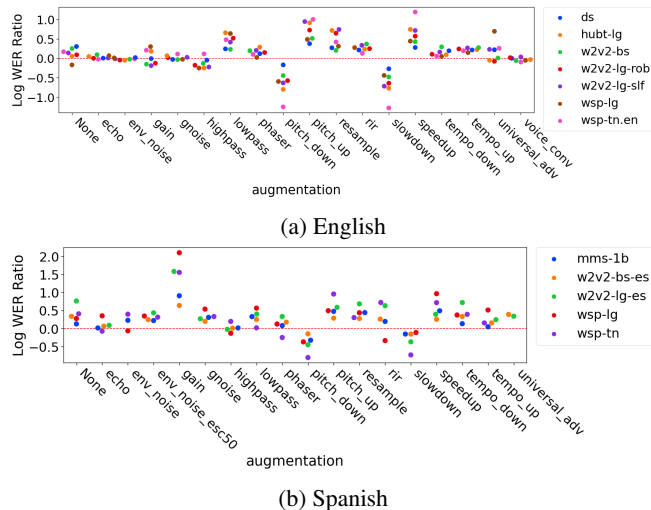 Log WER Ratio
1.0
0.5
0.0
−0.5
−1.0
None
echo
env_noise
gain
gnoise
highpass
lowpass
phaser
pitch_down
pitch_up
resample
rir
slowdown
speedup
tempo_down
tempo_up
universal_adv
voice_conv
augmentation
ds
hubt-lg
w2v2-bs
w2v2-lg-rob
w2v2-lg-slf
wsp-lg
wsp-tn.en
(a) English
Log WER Ratio
2.0
1.5
1.0
0.5
0.0
−0.5
None
echo
env_noise
env_noise_esc50
gain
gnoise
highpass
lowpass
phaser
pitch_down
pitch_up
resample
rir
slowdown
speedup
tempo_down
tempo_up
universal_adv
augmentation
mms-1b
w2v2-bs-es
w2v2-lg-es
wsp-lg
wsp-tn
(b) Spanish